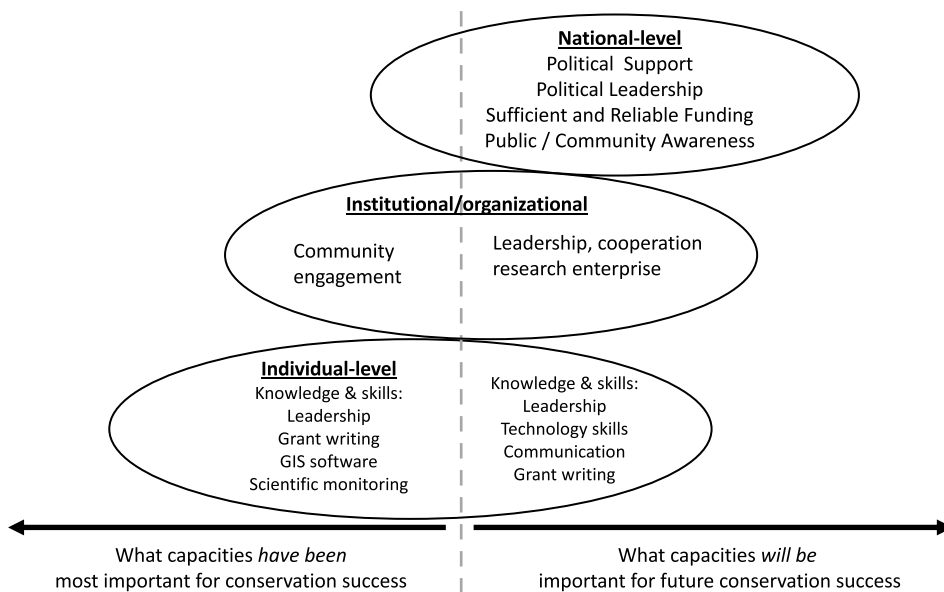 National-level
Political Support
Political Leadership
Sufficient and Reliable Funding
Public / Community Awareness
Institutional/organizational
Community
engagement
Leadership, cooperation
research enterprise
Individual-level
Knowledge & skills:
Leadership
Grant writing
GIS software
Scientific monitoring
Knowledge & skills:
Leadership
Technology skills
Communication
Grant writing
What capacities have been
most important for conservation success
What capacities will be
important for future conservation success